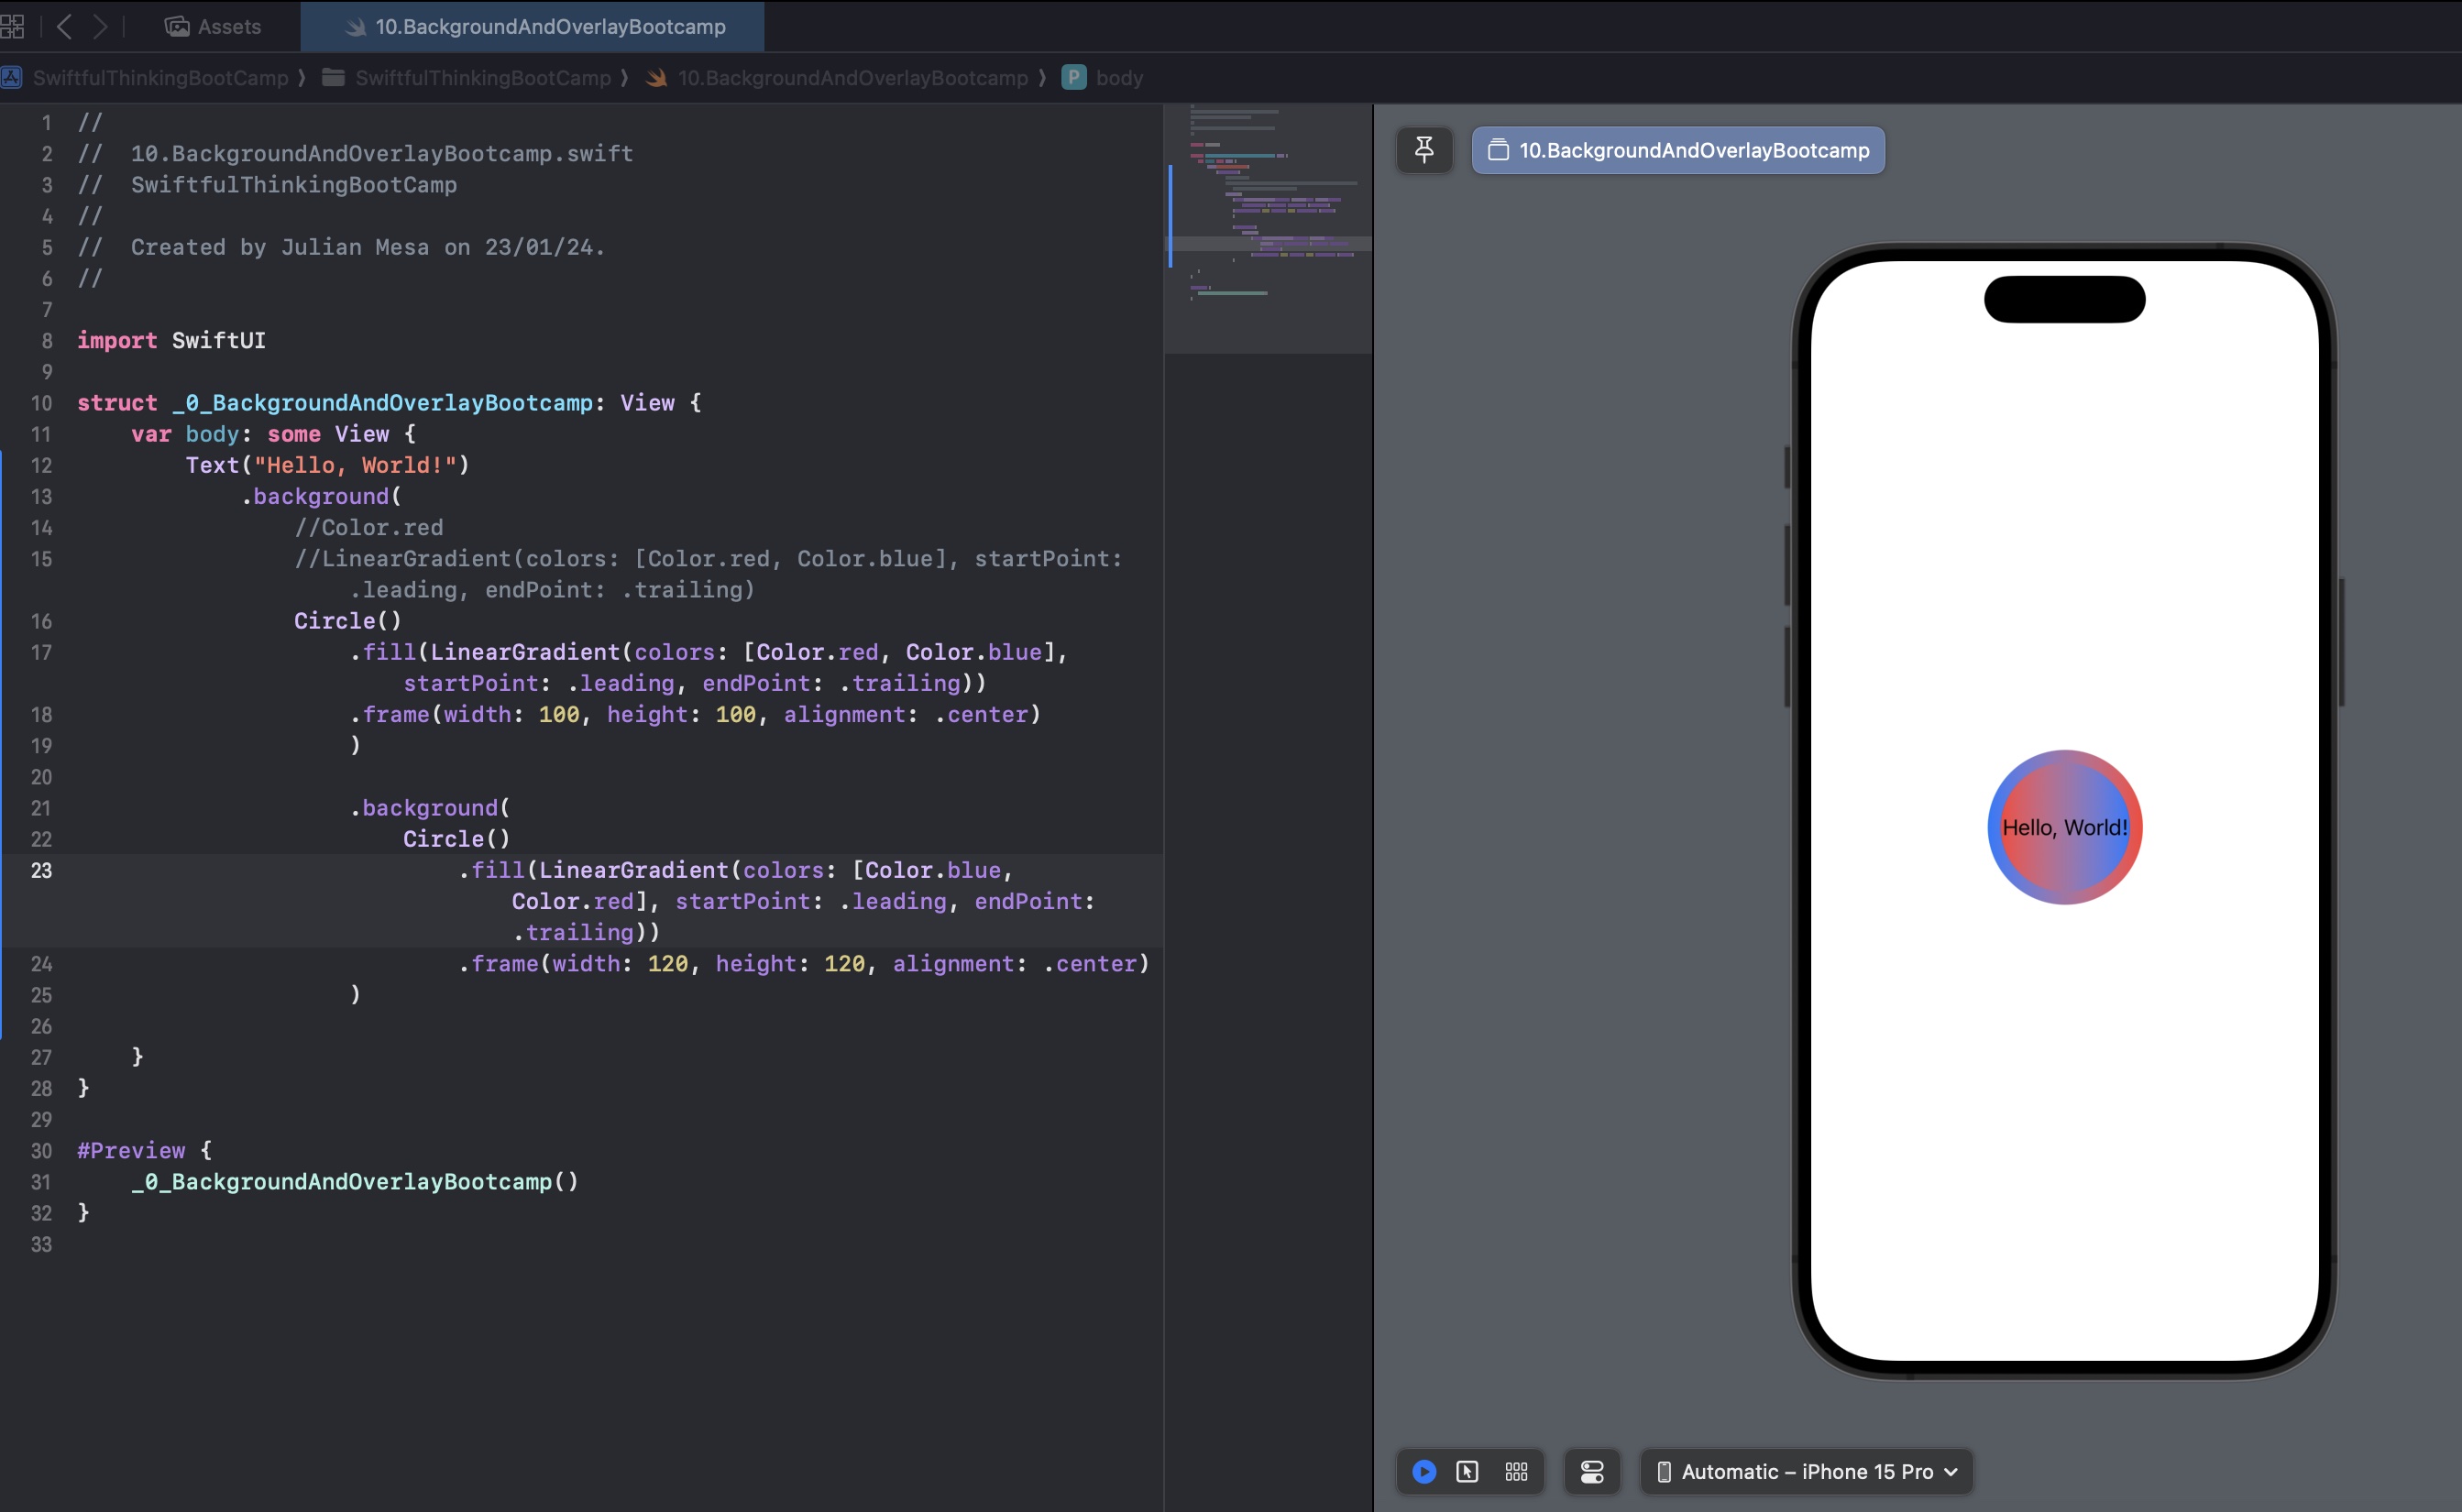 Assets
10.BackgroundAndOverlayBootcamp
SwiftfulThinkingBootCamp ⟩ SwiftfulThinkingBootCamp ⟩ 10.BackgroundAndOverlayBootcamp ⟩ P body
1 //
2 //  10.BackgroundAndOverlayBootcamp.swift
3 //  SwiftfulThinkingBootCamp
4 //
5 //  Created by Julian Mesa on 23/01/24.
6 //
7
8 import SwiftUI
9
10 struct _0_BackgroundAndOverlayBootcamp: View {
11     var body: some View {
12         Text("Hello, World!")
13             .background(
14                 //Color.red
15                 //LinearGradient(colors: [Color.red, Color.blue], startPoint:
                    .leading, endPoint: .trailing)
16                 Circle()
17                     .fill(LinearGradient(colors: [Color.red, Color.blue],
                        startPoint: .leading, endPoint: .trailing))
18                     .frame(width: 100, height: 100, alignment: .center)
19                     )
20
21                     .background(
22                         Circle()
23                             .fill(LinearGradient(colors: [Color.blue,
                                Color.red], startPoint: .leading, endPoint:
                                .trailing))
24                             .frame(width: 120, height: 120, alignment: .center)
25                     )
26
27     }
28 }
29
30 #Preview {
31     _0_BackgroundAndOverlayBootcamp()
32 }
33
10.BackgroundAndOverlayBootcamp
Hello, World!
Automatic – iPhone 15 Pro